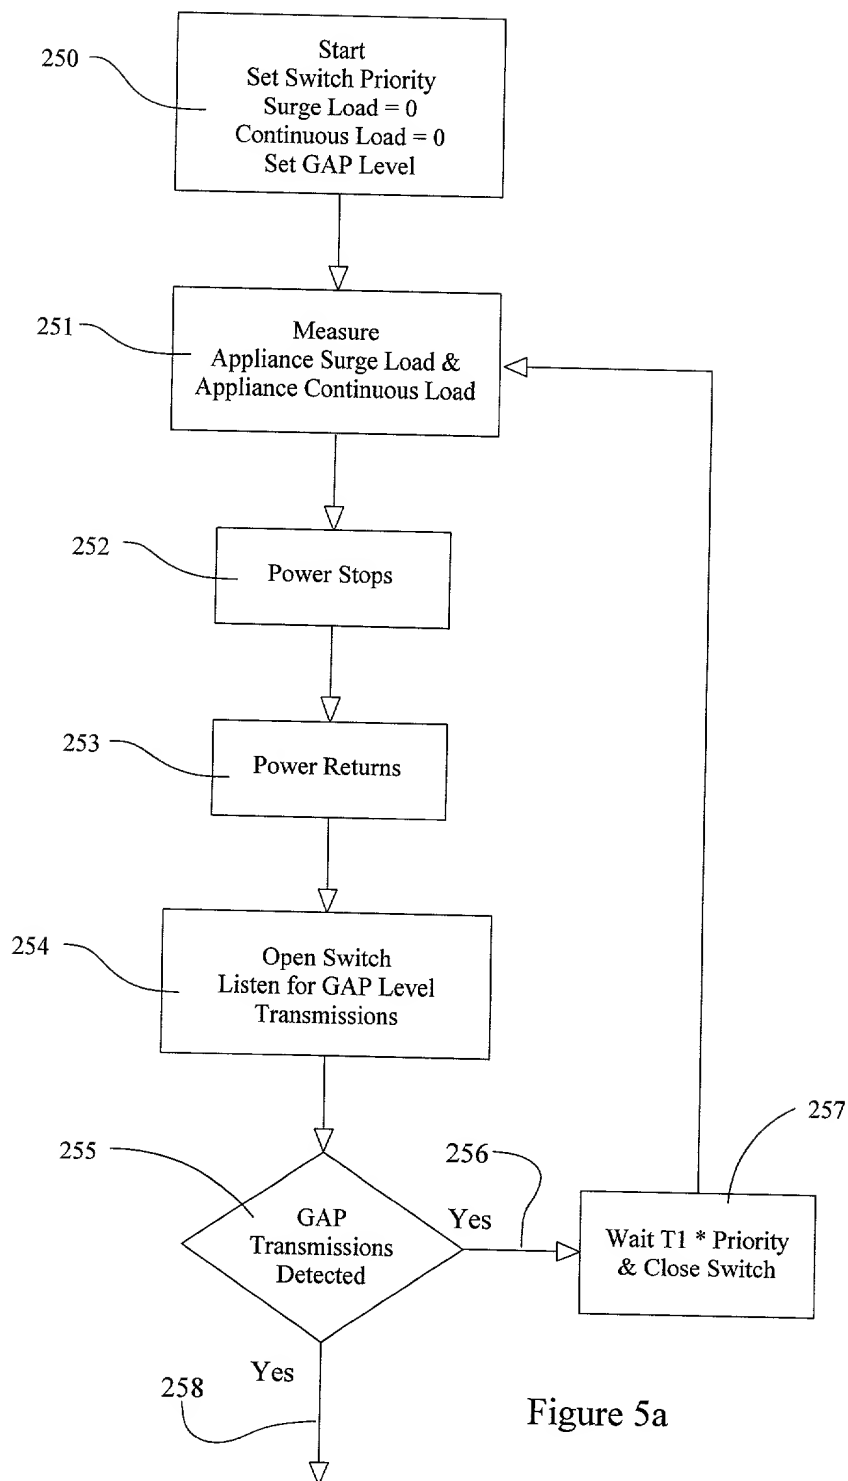 250
Start
Set Switch Priority
Surge Load = 0
Continuous Load = 0
Set GAP Level
251
Measure
Appliance Surge Load &
Appliance Continuous Load
252
Power Stops
253
Power Returns
254
Open Switch
Listen for GAP Level
Transmissions
255
GAP
Transmissions
Detected
Yes
256
257
Wait T1 * Priority
& Close Switch
Yes
258
Figure 5a